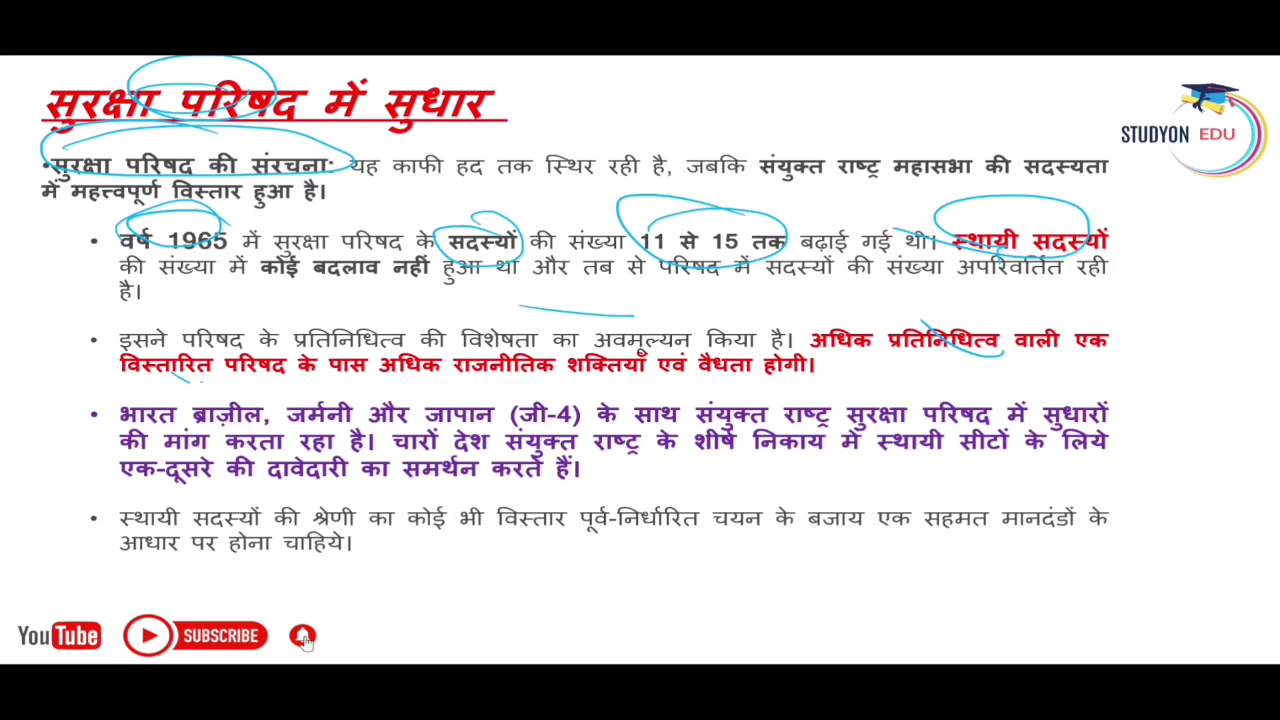 सुरक्षा परिषद में सुधार
STUDYON EDU
•सुरक्षा परिषद की संरचना: यह काफी हद तक स्थिर रही है, जबकि संयुक्त राष्ट्र महासभा की सदस्यता
में महत्त्वपूर्ण विस्तार हुआ है।
• वर्ष 1965 में सुरक्षा परिषद के सदस्यों की संख्या 11 से 15 तक बढ़ाई गई थी। स्थायी सदस्यों
की संख्या में कोई बदलाव नहीं हुआ था और तब से परिषद में सदस्यों की संख्या अपरिवर्तित रही
है।
• इसने परिषद के प्रतिनिधित्व की विशेषता का अवमूल्यन किया है। अधिक प्रतिनिधित्व वाली एक
विस्तारित परिषद के पास अधिक राजनीतिक शक्तियाँ एवं वैधता होगी।
• भारत ब्राज़ील, जर्मनी और जापान (जी-4) के साथ संयुक्त राष्ट्र सुरक्षा परिषद में सुधारों
की मांग करता रहा है। चारों देश संयुक्त राष्ट्र के शीर्ष निकाय में स्थायी सीटों के लिये
एक-दूसरे की दावेदारी का समर्थन करते हैं।
• स्थायी सदस्यों की श्रेणी का कोई भी विस्तार पूर्व-निर्धारित चयन के बजाय एक सहमत मानदंडों के
आधार पर होना चाहिये।
YouTube SUBSCRIBE